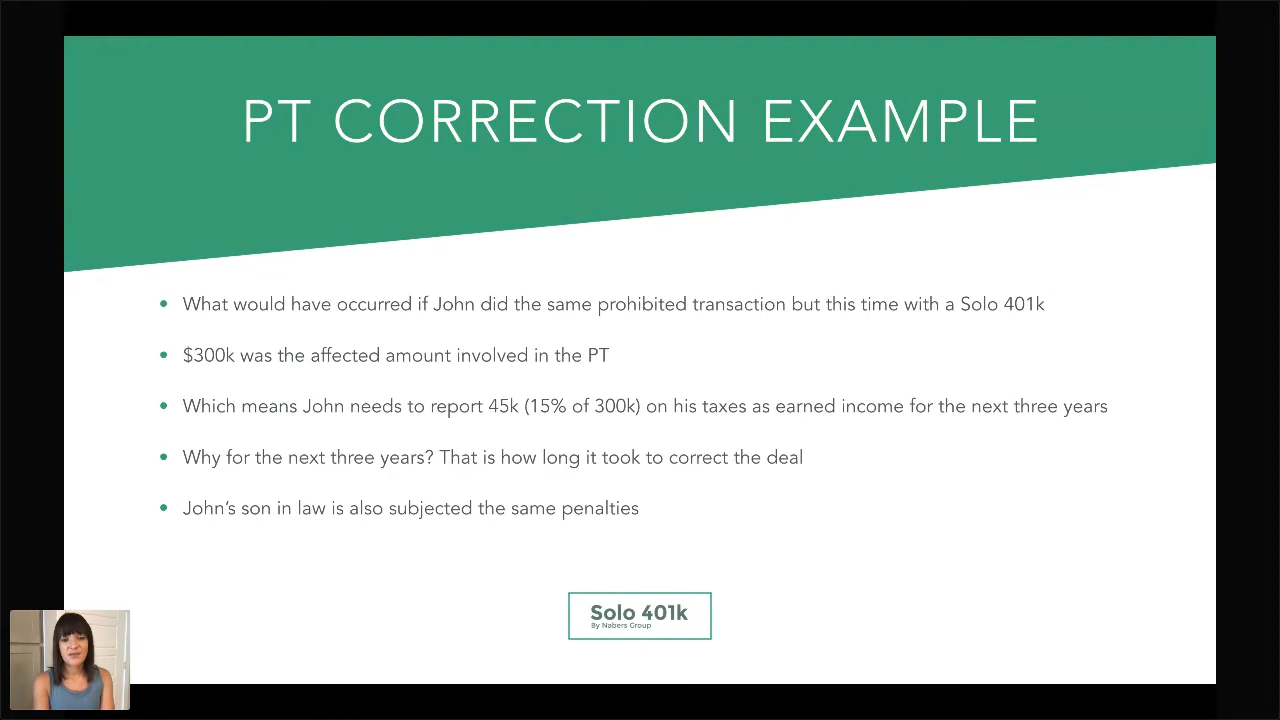 PT CORRECTION EXAMPLE
• What would have occurred if John did the same prohibited transaction but this time with a Solo 401k
• $300k was the affected amount involved in the PT
• Which means John needs to report 45k (15% of 300k) on his taxes as earned income for the next three years
• Why for the next three years? That is how long it took to correct the deal
• John’s son in law is also subjected the same penalties
Solo 401k
By Nabers Group